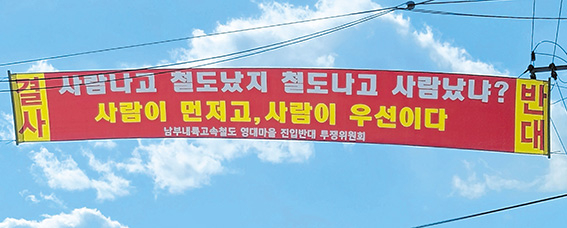 결사
사람나고 철도났지 철도나고 사람났냐?
사람이 먼저고, 사람이 우선이다
남부내륙고속철도 영대마을 진입반대 투쟁위원회
반대